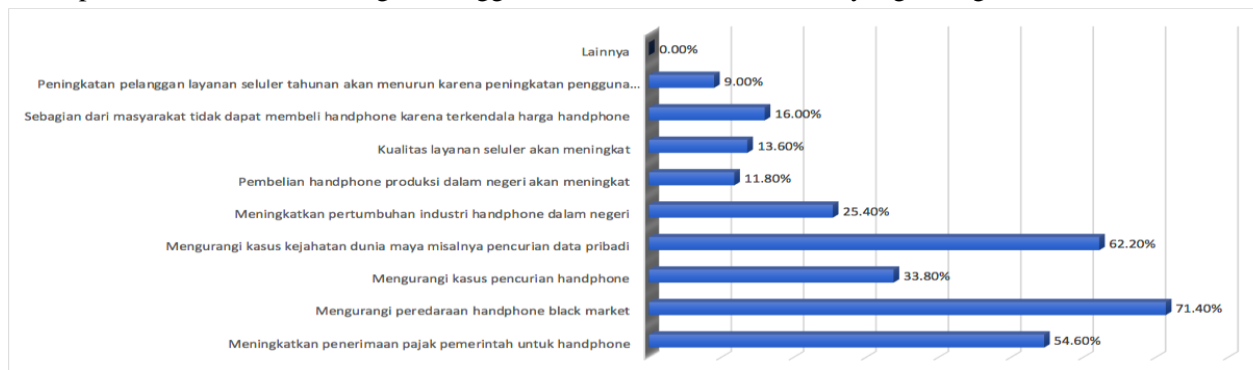 Lainnya 0.00%
Peningkatan pelanggan layanan seluler tahunan akan menurun karena peningkatan pengguna... 9.00%
Sebagian dari masyarakat tidak dapat membeli handphone karena terkendala harga handphone 16.00%
Kualitas layanan seluler akan meningkat 13.60%
Pembelian handphone produksi dalam negeri akan meningkat 11.80%
Meningkatkan pertumbuhan industri handphone dalam negeri 25.40%
Mengurangi kasus kejahatan dunia maya misalnya pencurian data pribadi 62.20%
Mengurangi kasus pencurian handphone 33.80%
Mengurangi peredaraan handphone black market 71.40%
Meningkatkan penerimaan pajak pemerintah untuk handphone 54.60%